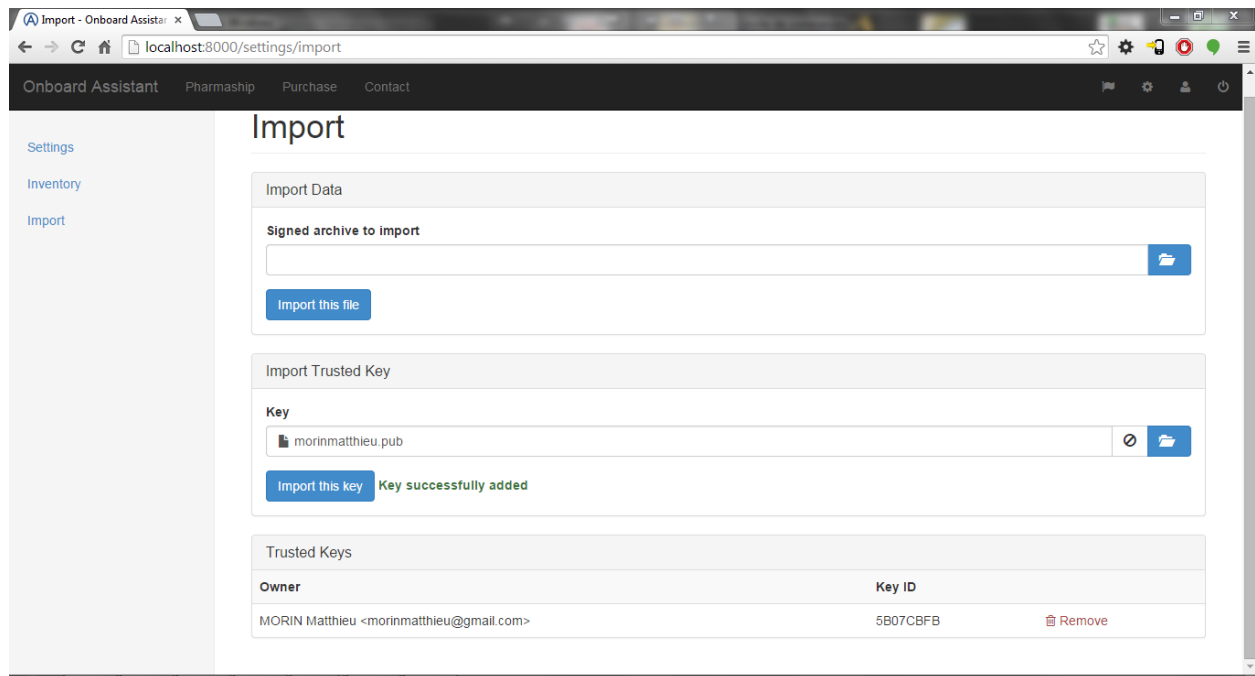 Import - Onboard Assistar
localhost:8000/settings/import
Onboard Assistant Pharmaship Purchase Contact
Settings
Inventory
Import
Import
Import Data
Signed archive to import
Import this file
Import Trusted Key
Key
morinmatthieu.pub
Import this key Key successfully added
Trusted Keys
Owner Key ID
MORIN Matthieu <morinmatthieu@gmail.com> 5B07CBFB Remove